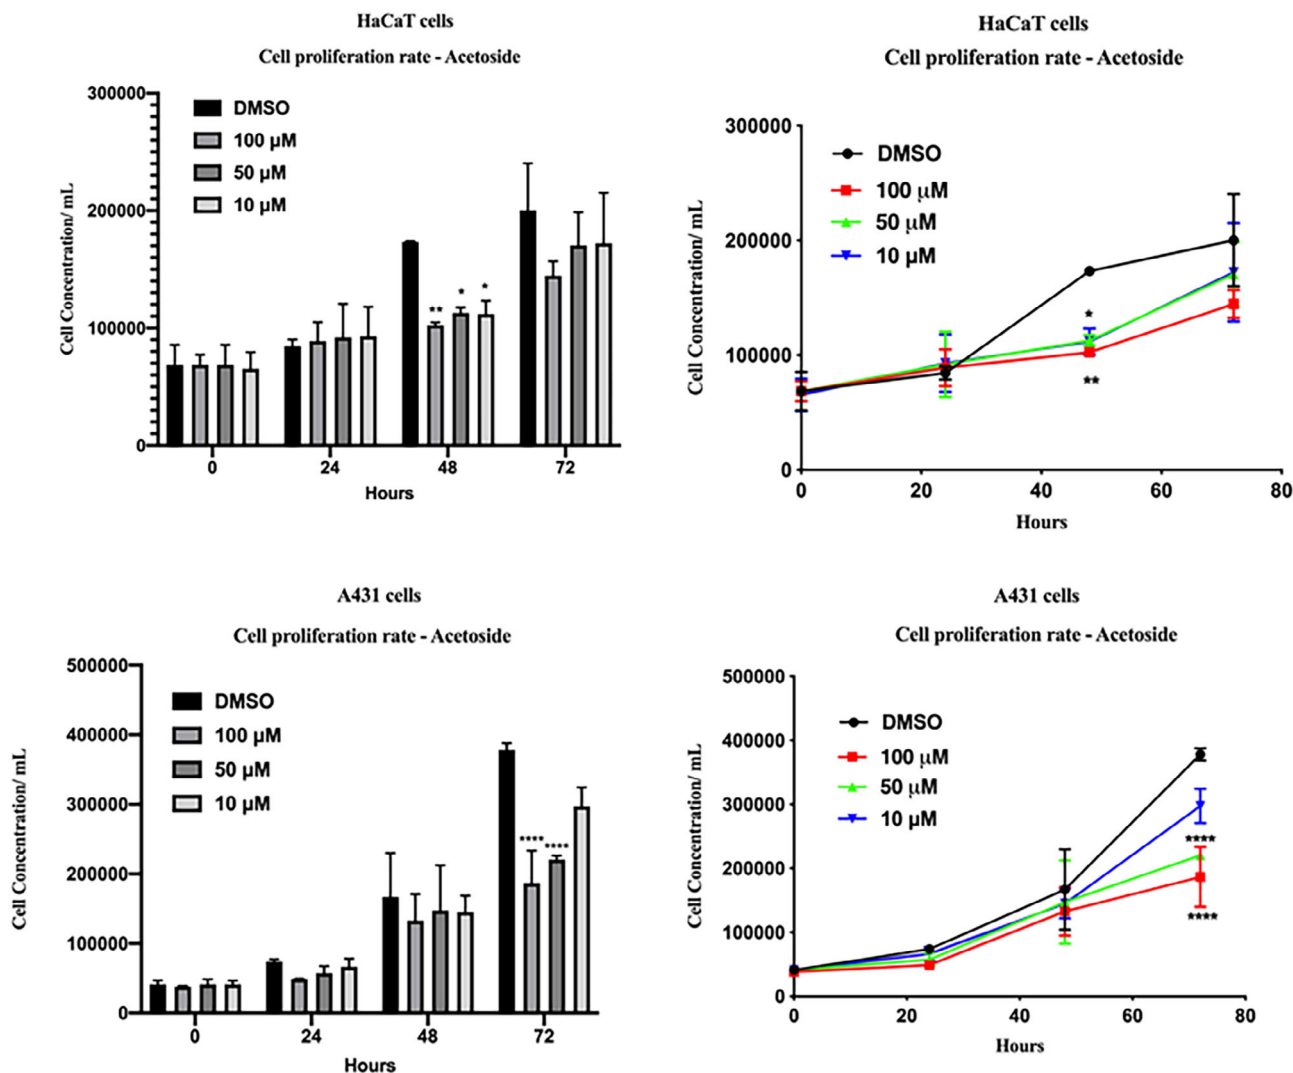 HaCaT cells
Cell proliferation rate - Acetoside
300000
200000
100000
0
Cell Concentration/ mL
DMSO
100 µM
50 µM
10 µM
**
*
*
0 24 48 72
Hours
HaCaT cells
Cell proliferation rate - Acetoside
300000
200000
100000
0
Cell Concentration/ mL
DMSO
100 µM
50 µM
10 µM
*
**
0 20 40 60 80
Hours
A431 cells
Cell proliferation rate - Acetoside
500000
400000
300000
200000
100000
0
Cell Concentration/ mL
DMSO
100 µM
50 µM
10 µM
****
****
0 24 48 72
Hours
A431 cells
Cell proliferation rate - Acetoside
500000
400000
300000
200000
100000
0
Cell Concentration/ mL
DMSO
100 µM
50 µM
10 µM
****
****
0 20 40 60 80
Hours